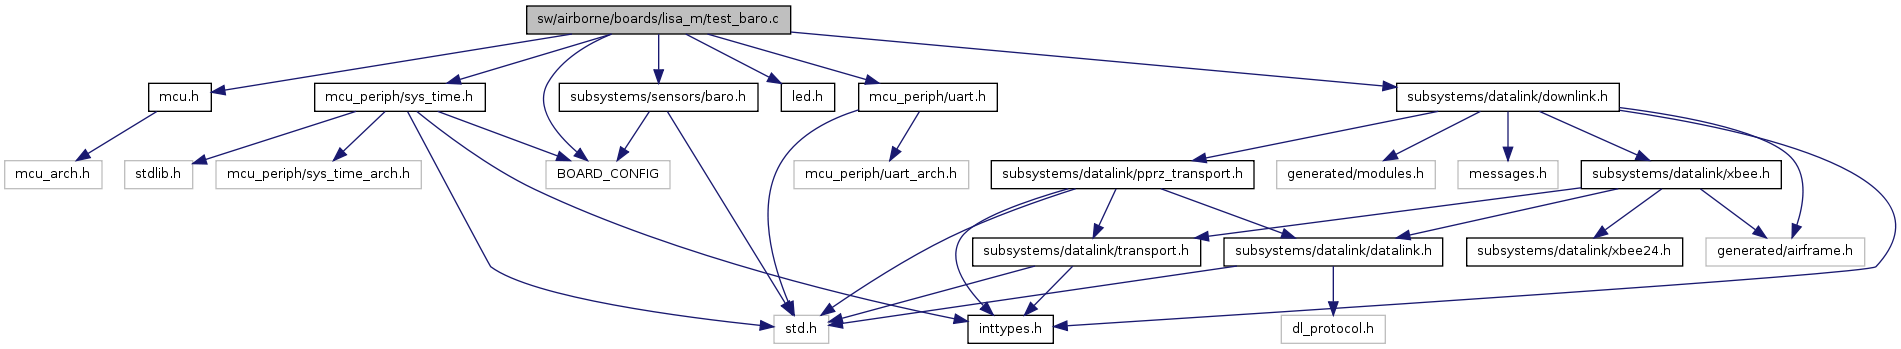 sw/airborne/boards/lisa_m/test_baro.c
mcu.h
mcu_periph/sys_time.h
subsystems/sensors/baro.h
led.h
mcu_periph/uart.h
subsystems/datalink/downlink.h
mcu_arch.h
stdlib.h
mcu_periph/sys_time_arch.h
BOARD_CONFIG
mcu_periph/uart_arch.h
subsystems/datalink/pprz_transport.h
generated/modules.h
messages.h
subsystems/datalink/xbee.h
subsystems/datalink/transport.h
subsystems/datalink/datalink.h
subsystems/datalink/xbee24.h
generated/airframe.h
std.h
inttypes.h
dl_protocol.h